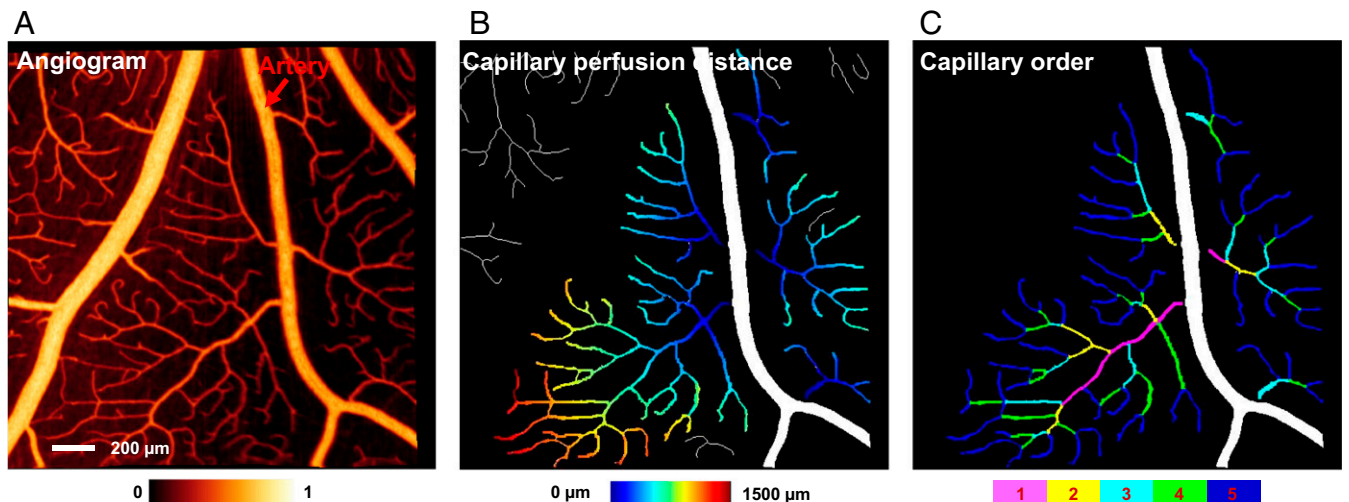 A
Angiogram
Artery
200 µm
0 1
B
Capillary perfusion distance
0 µm 1500 µm
C
Capillary order
1 2 3 4 5